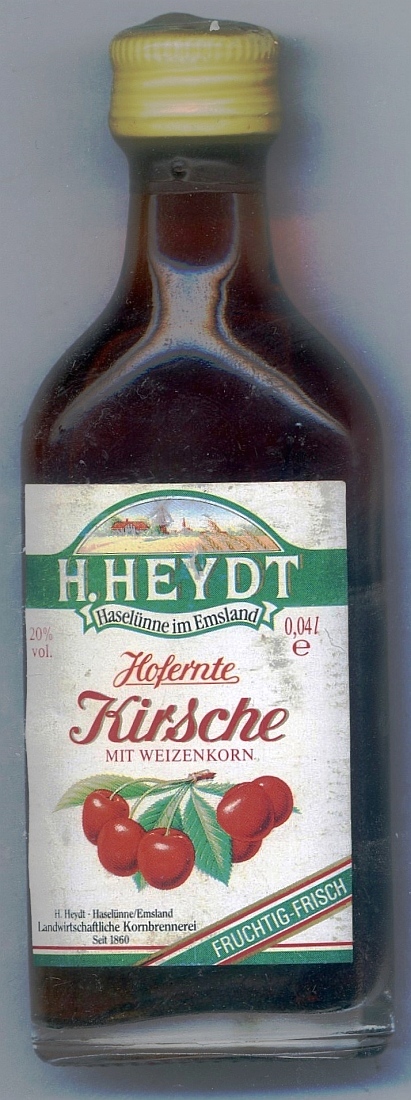 H.HEYDT
Haselünne im Emsland
20% vol.
0,04 l e
Hofernte
Kirsche
MIT WEIZENKORN
FRUCHTIG-FRISCH
H. Heydt · Haselünne/Emsland
Landwirtschaftliche Kornbrennerei
Seit 1860